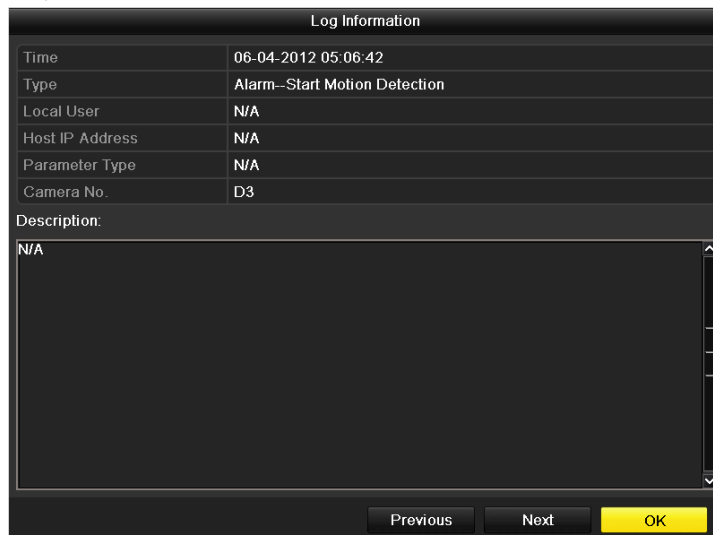 Log Information
Time 06-04-2012 05:06:42
Type Alarm--Start Motion Detection
Local User N/A
Host IP Address N/A
Parameter Type N/A
Camera No. D3
Description:
N/A
Previous Next OK